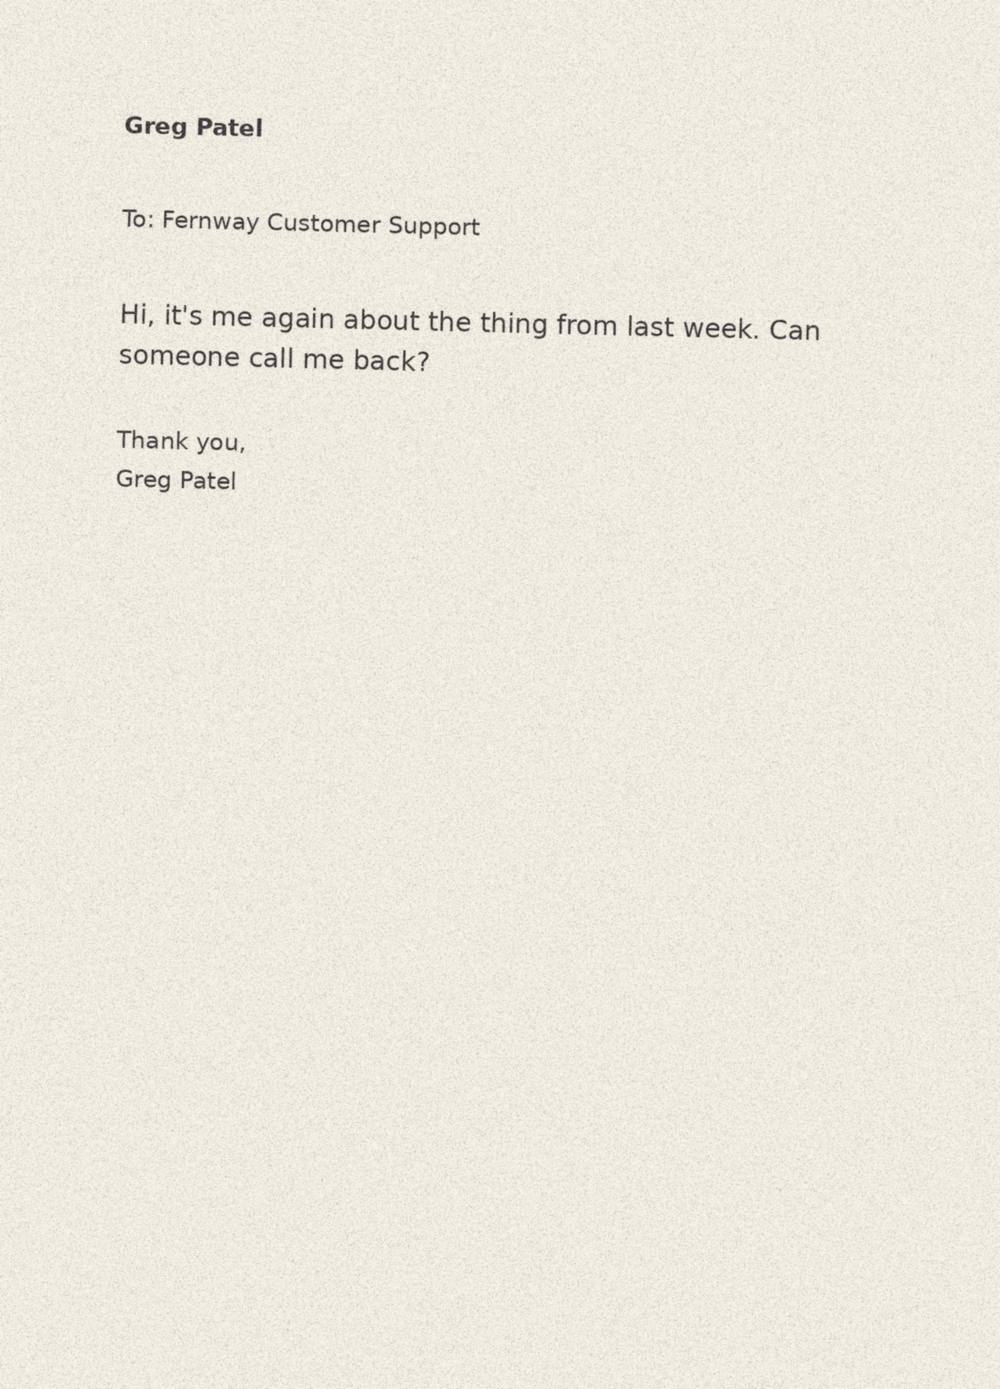 Greg Patel
To: Fernway Customer Support
Hi, it's me again about the thing from last week. Can
someone call me back?
Thank you,
Greg Patel